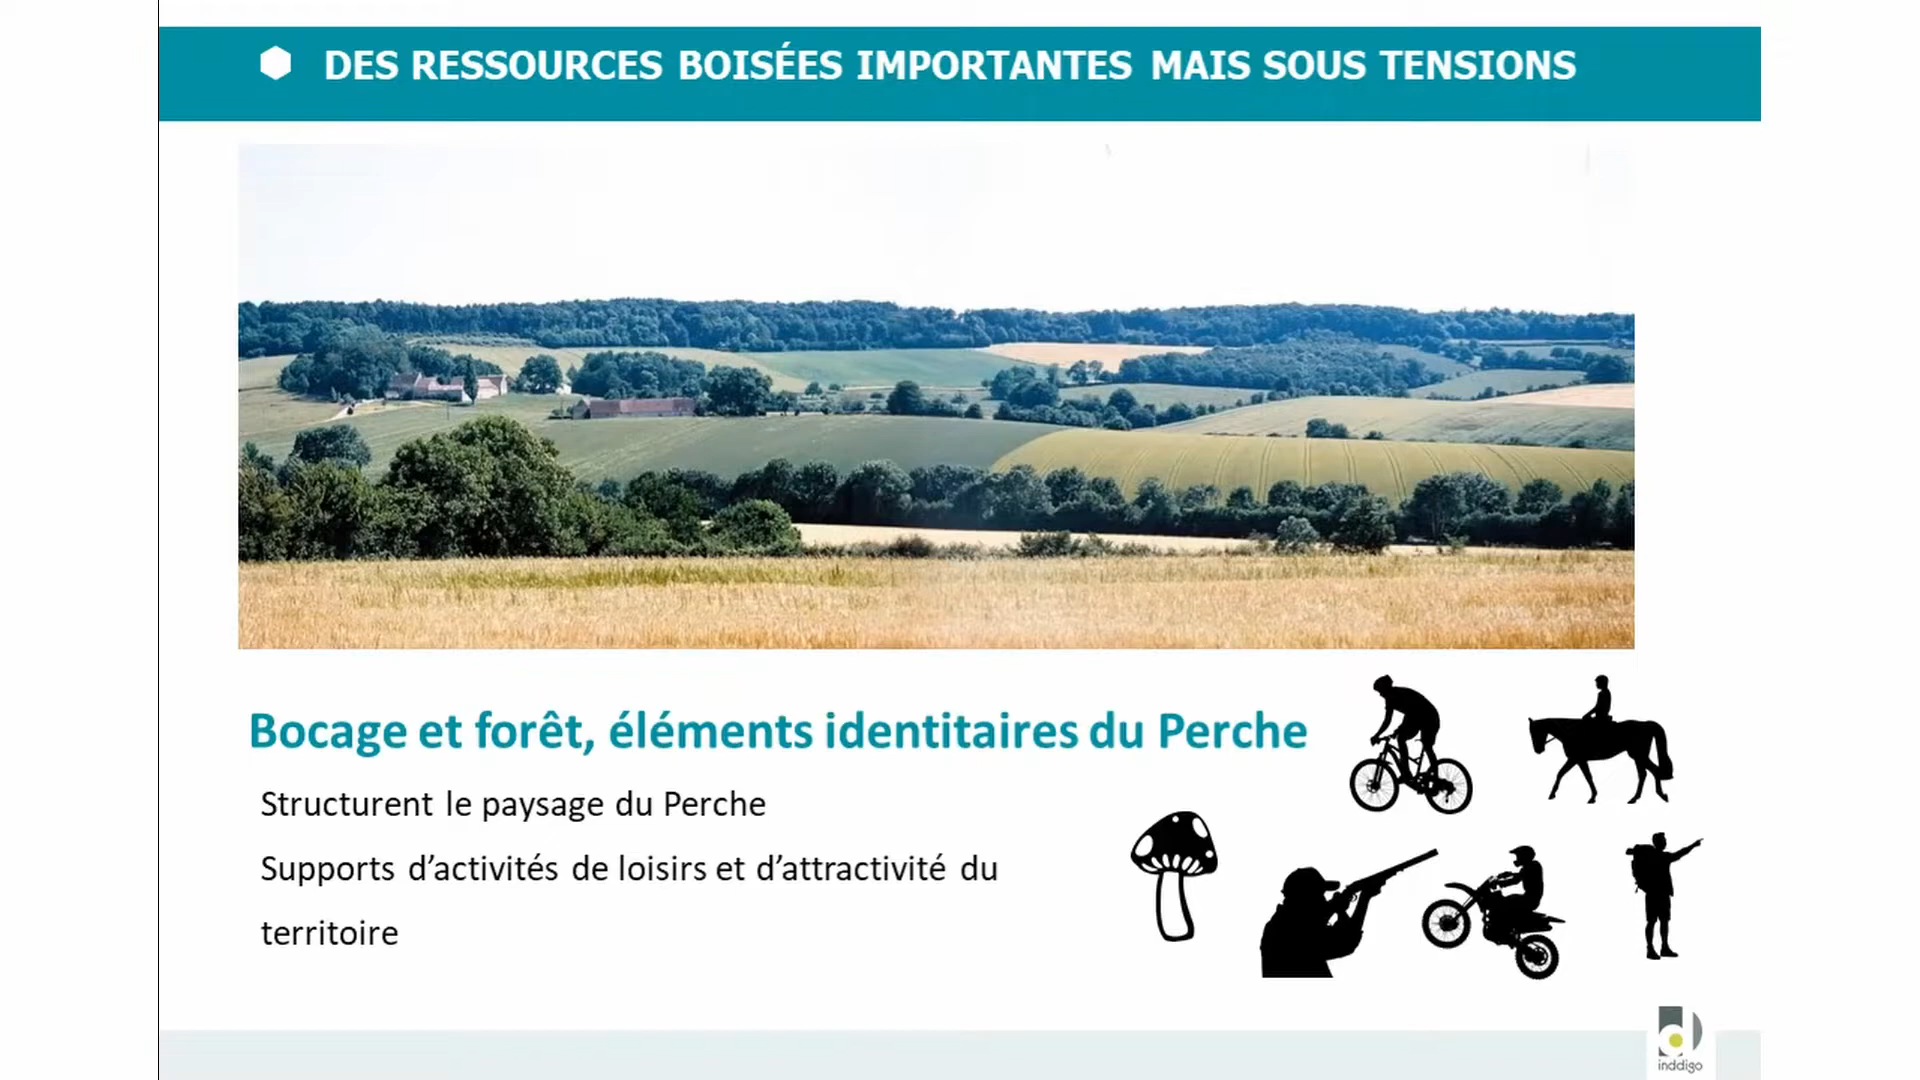 DES RESSOURCES BOISÉES IMPORTANTES MAIS SOUS TENSIONS
Bocage et forêt, éléments identitaires du Perche
Structurent le paysage du Perche
Supports d’activités de loisirs et d’attractivité du
territoire
inddigo